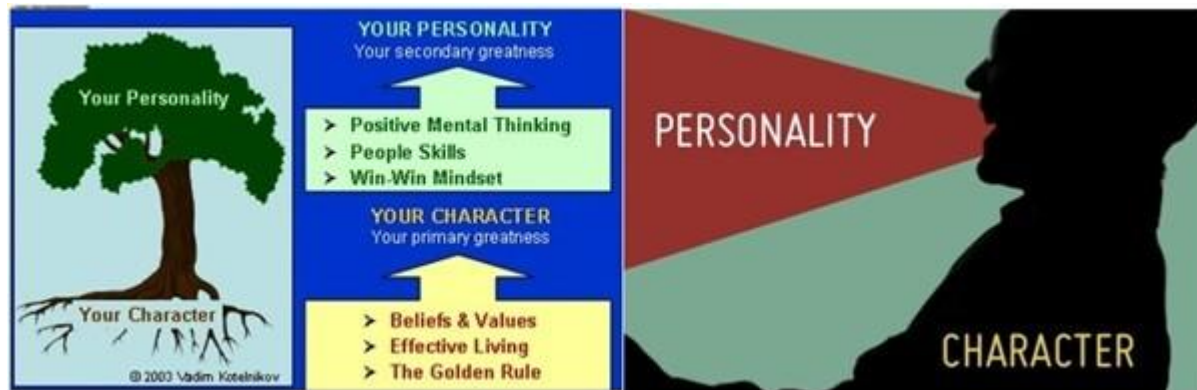 Your Personality
Your Character
© 2003 Vadim Kotelnikov
YOUR PERSONALITY
Your secondary greatness
➤ Positive Mental Thinking
➤ People Skills
➤ Win-Win Mindset
YOUR CHARACTER
Your primary greatness
➤ Beliefs & Values
➤ Effective Living
➤ The Golden Rule
PERSONALITY
CHARACTER